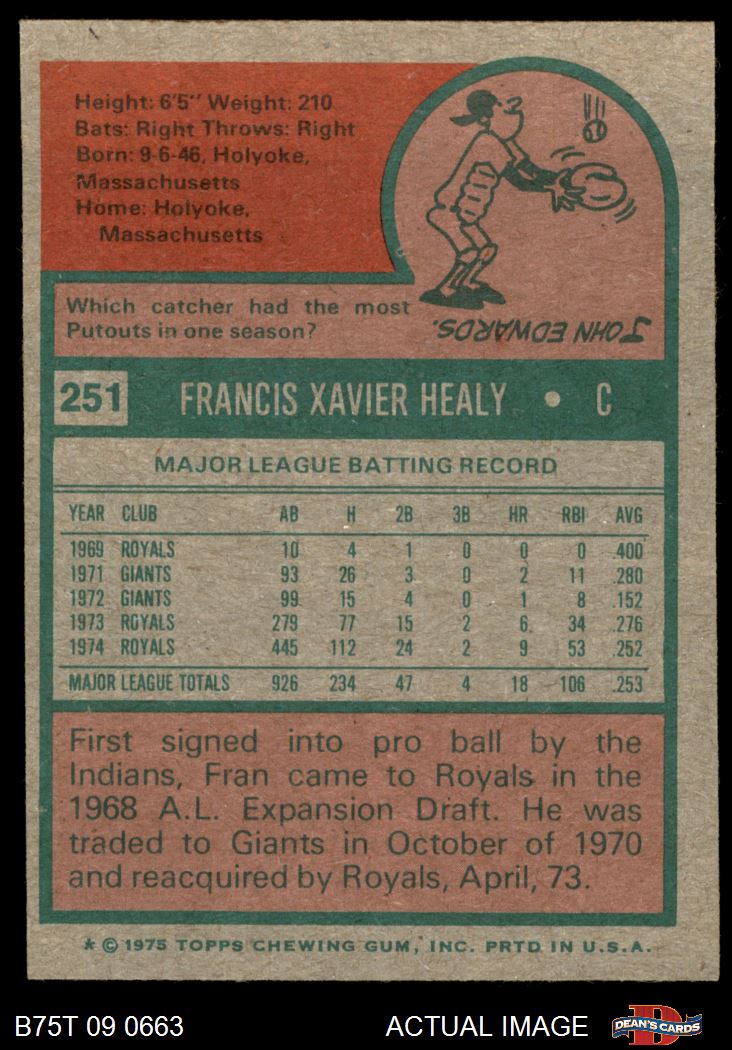 Height: 6'5" Weight: 210
Bats: Right Throws: Right
Born: 9-6-46, Holyoke,
Massachusetts
Home: Holyoke,
Massachusetts
Which catcher had the most
Putouts in one season?
JOHN EDWARDS.
251 FRANCIS XAVIER HEALY • C
MAJOR LEAGUE BATTING RECORD
YEAR CLUB AB H 2B 3B HR RBI AVG
1969 ROYALS 10 4 1 0 0 0 .400
1971 GIANTS 93 26 3 0 2 11 .280
1972 GIANTS 99 15 4 0 1 8 .152
1973 ROYALS 279 77 15 2 6 34 .276
1974 ROYALS 445 112 24 2 9 53 .252
MAJOR LEAGUE TOTALS 926 234 47 4 18 106 .253
First signed into pro ball by the
Indians, Fran came to Royals in the
1968 A.L. Expansion Draft. He was
traded to Giants in October of 1970
and reacquired by Royals, April, 73.
* © 1975 TOPPS CHEWING GUM, INC. PRTD IN U.S.A.
B75T 09 0663 ACTUAL IMAGE D DEAN'S CARDS